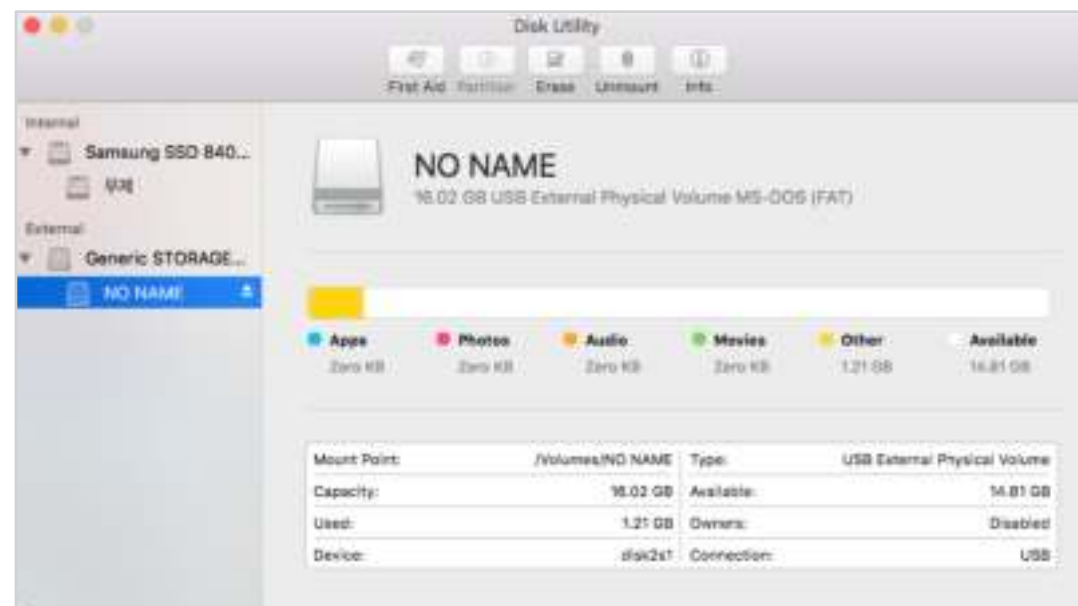 Disk Utility
First Aid Partition Erase Unmount Info
Internal
Samsung SSD 840...
무제
External
Generic STORAGE...
NO NAME
NO NAME
16.02 GB USB External Physical Volume MS-DOS (FAT)
Apps Photos Audio Movies Other Available
Zero KB Zero KB Zero KB Zero KB 1.21 GB 14.81 GB
Mount Point: /Volumes/NO NAME Type: USB External Physical Volume
Capacity: 16.02 GB Available: 14.81 GB
Used: 1.21 GB Owners: Disabled
Device: disk2s1 Connection: USB